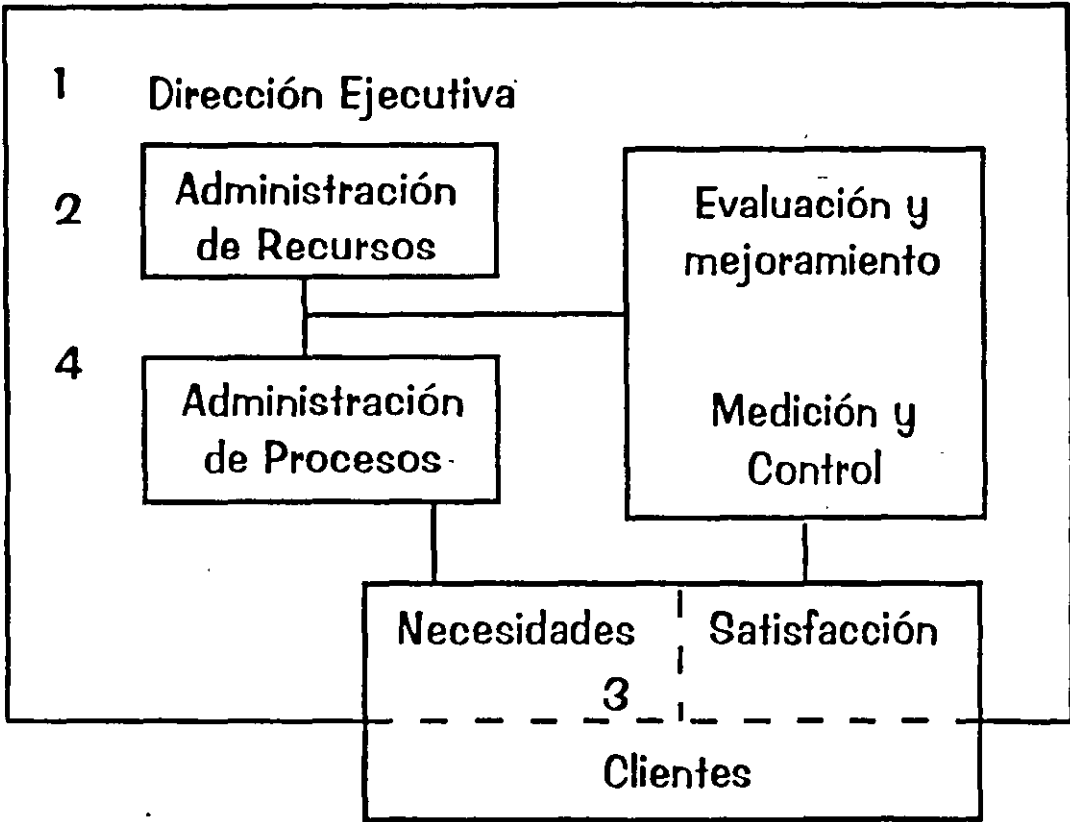 1 Dirección Ejecutiva
2 Administración
de Recursos
Evaluación y
mejoramiento
4 Administración
de Procesos
Medición y
Control
Necesidades Satisfacción
3
Clientes